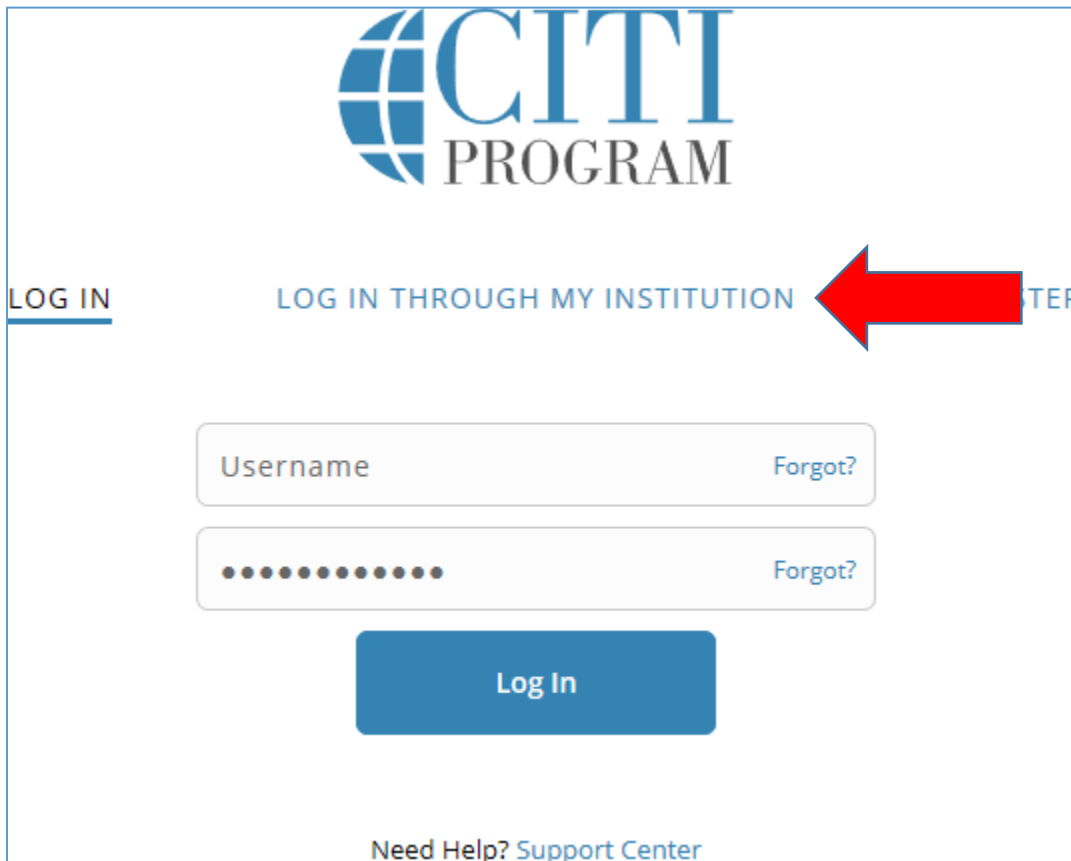 CITI
PROGRAM
LOG IN LOG IN THROUGH MY INSTITUTION
Username Forgot?
●●●●●●●●●●●● Forgot?
Log In
Need Help? Support Center